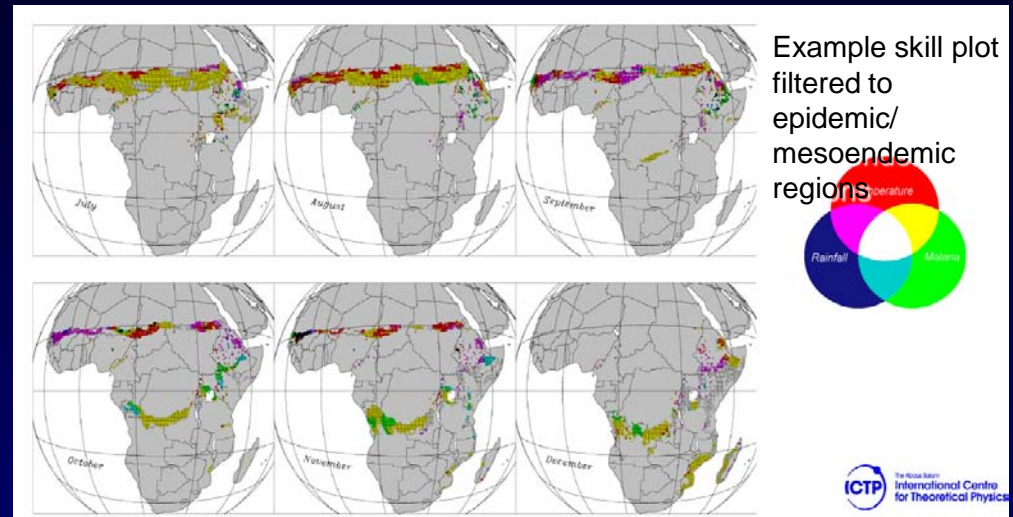 Example skill plot
filtered to
epidemic/
mesoendemic
regions
Rainfall
Malaria
July
August
September
October
November
December
ICTP
The Abdus Salam
International Centre
for Theoretical Physics